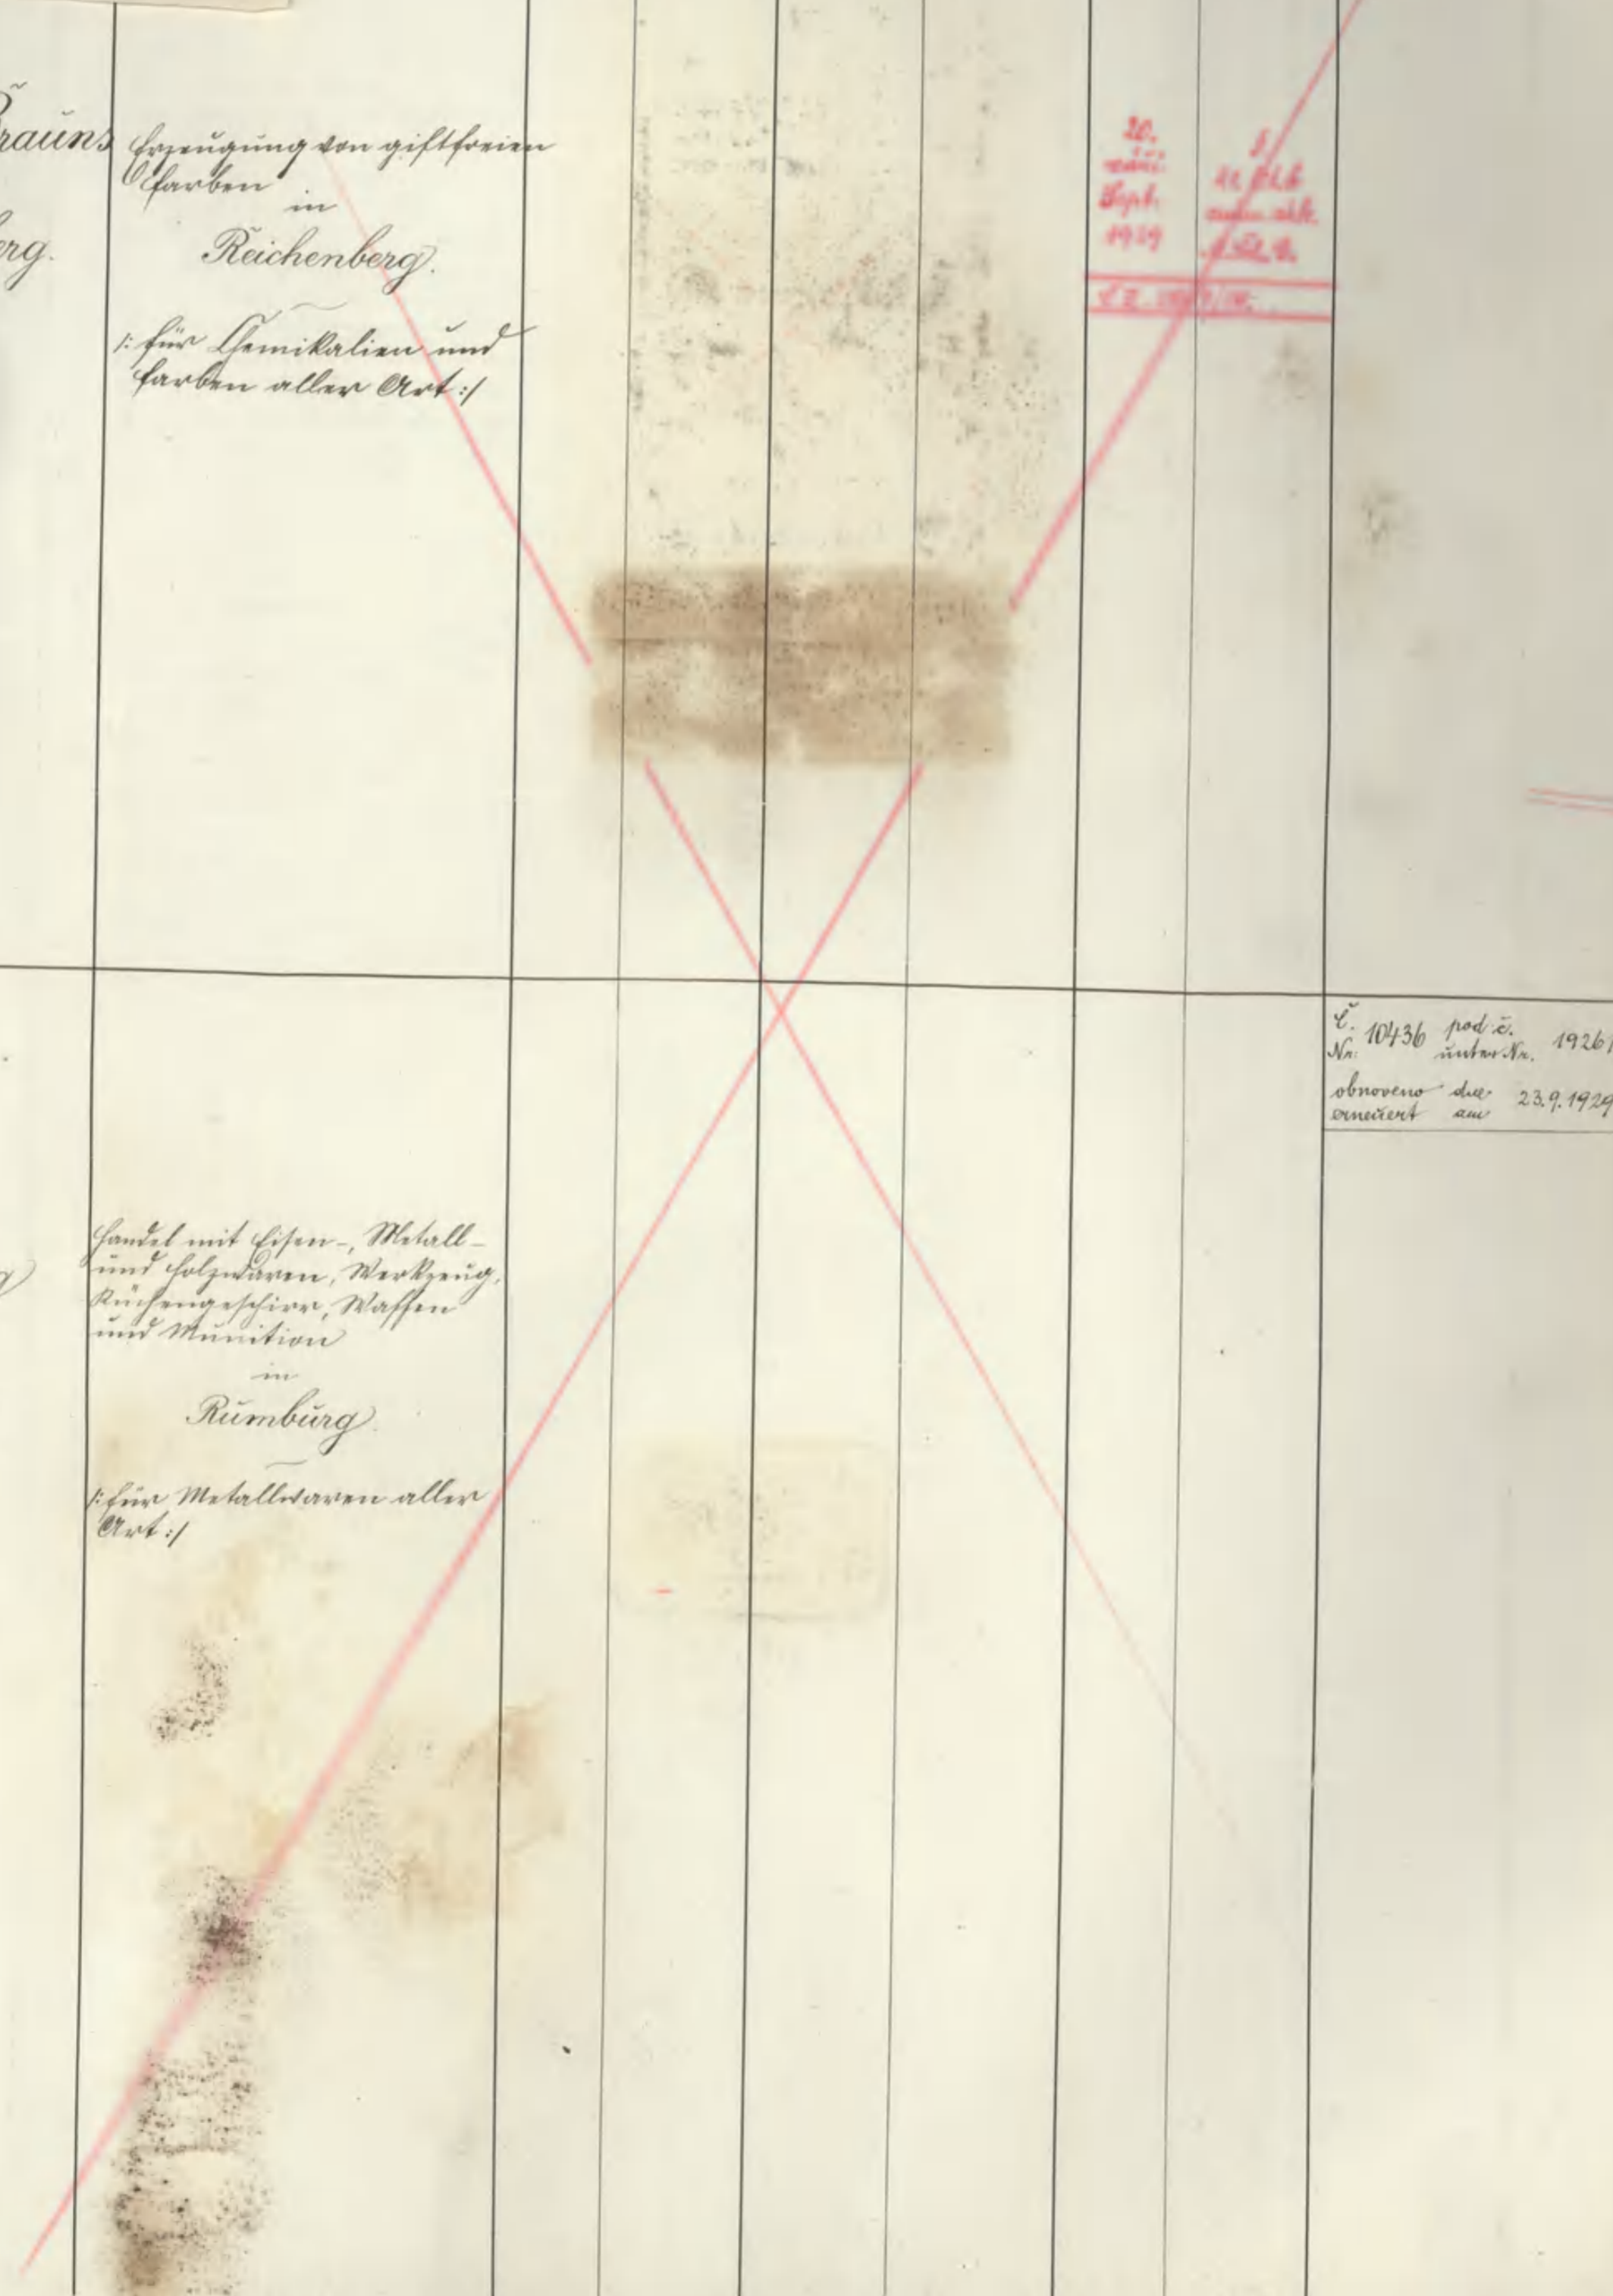 Erzeugung von giftfreien
Farben
in
Reichenberg.
/: für Chemikalien und
Farben aller Art :/
20.
září
Sept.
1929
Č. 10436 pod č. 1926/
Nr. unter Nr.
obnoveno dne 23.9.1929
erneuert am
Handel mit Eisen-, Metall-
und Holzwaren, Werkzeug,
Küchengeschirr, Waffen
und Munition
in
Rumburg.
/: für Metallwaren aller
Art :/